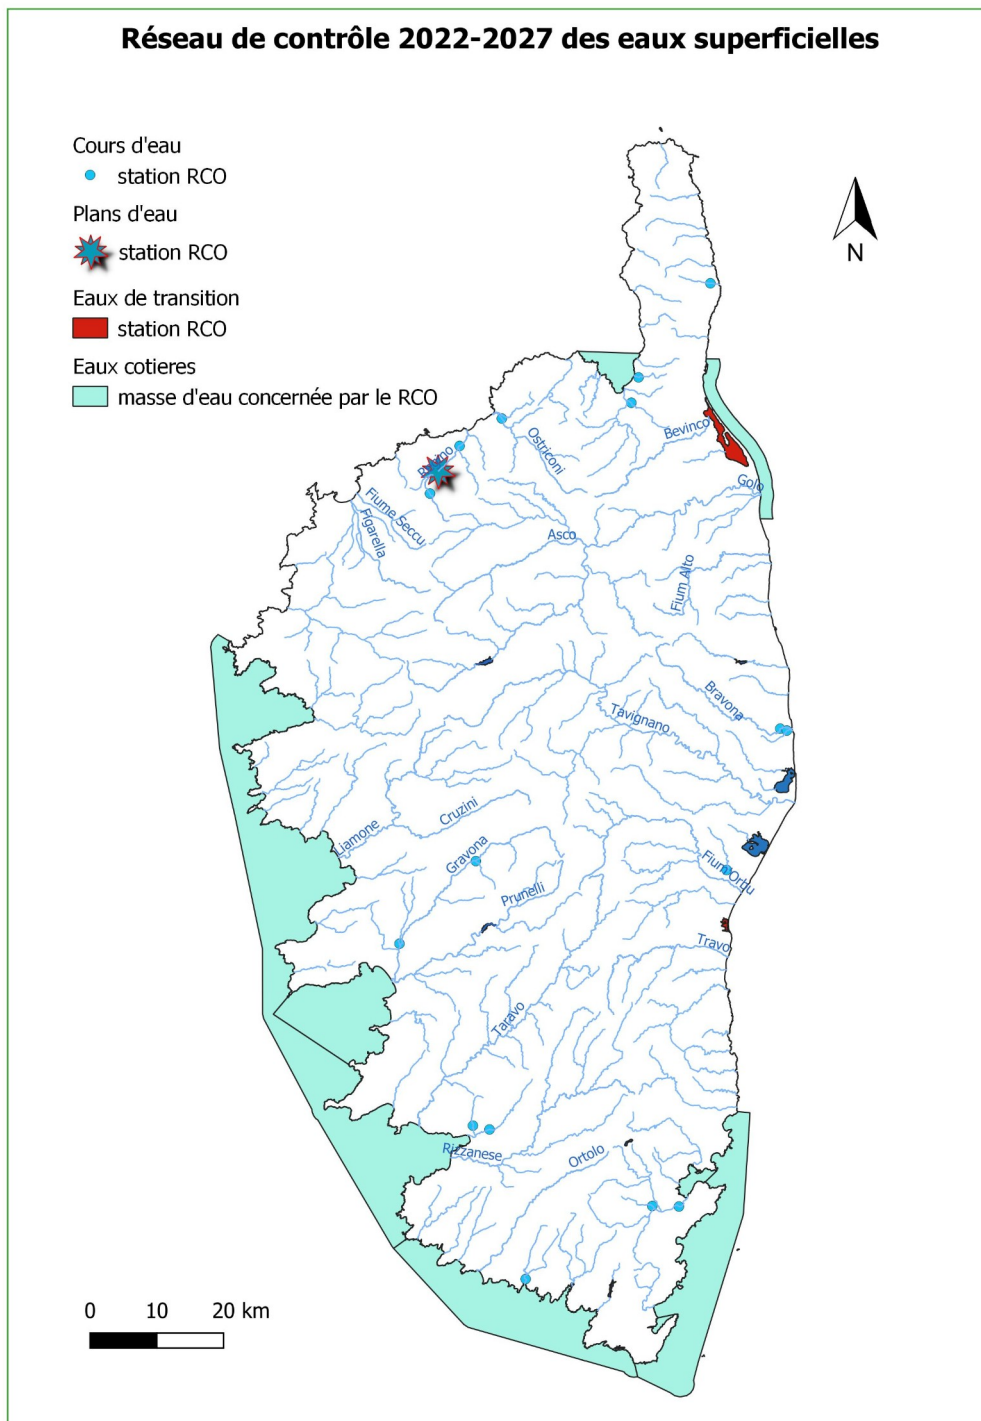 Réseau de contrôle 2022-2027 des eaux superficielles
Cours d'eau
station RCO
Plans d'eau
station RCO
Eaux de transition
station RCO
Eaux cotieres
masse d'eau concernée par le RCO
N
Bevinco
Ostriconi
Golo
Fiume Seccu
Figarella
Asco
Fium Alto
Bravona
Tavignano
Cruzini
Liamone
Gravona
Fium Orbu
Prunelli
Travo
Taravo
Rizzanese
Ortolo
0 10 20 km